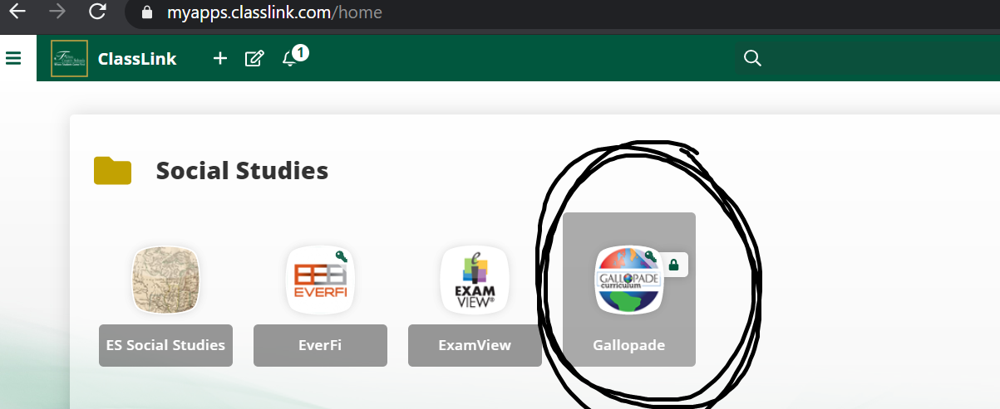 myapps.classlink.com/home
ClassLink
1
Social Studies
EVERFI
EXAM
VIEW®
GALLOPADE
curriculum
ES Social Studies
EverFi
ExamView
Gallopade